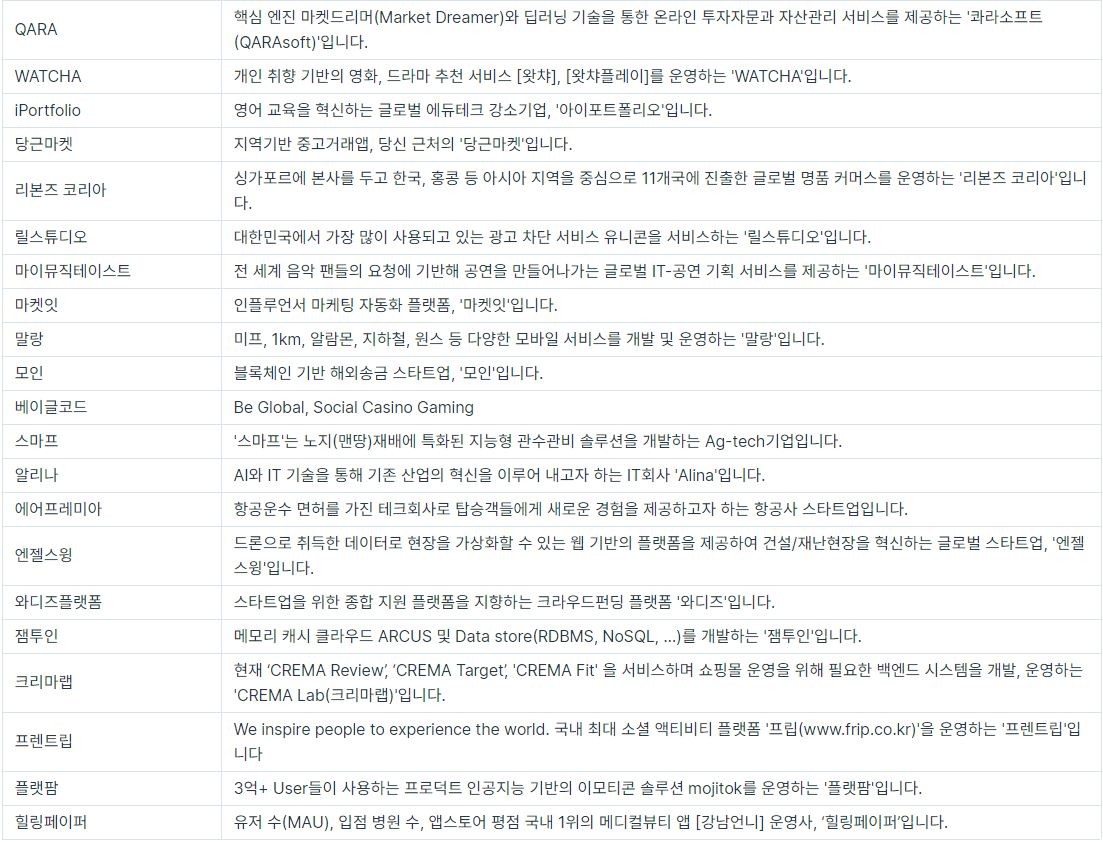 QARA
핵심 엔진 마켓드리머(Market Dreamer)와 딥러닝 기술을 통한 온라인 투자자문과 자산관리 서비스를 제공하는 '콰라소프트
(QARAsoft)'입니다.
WATCHA
개인 취향 기반의 영화, 드라마 추천 서비스 [왓챠], [왓챠플레이]를 운영하는 'WATCHA'입니다.
iPortfolio
영어 교육을 혁신하는 글로벌 에듀테크 강소기업, '아이포트폴리오'입니다.
당근마켓
지역기반 중고거래앱, 당신 근처의 '당근마켓'입니다.
리본즈 코리아
싱가포르에 본사를 두고 한국, 홍콩 등 아시아 지역을 중심으로 11개국에 진출한 글로벌 명품 커머스를 운영하는 '리본즈 코리아'입니
다.
릴스튜디오
대한민국에서 가장 많이 사용되고 있는 광고 차단 서비스 유니콘을 서비스하는 '릴스튜디오'입니다.
마이뮤직테이스트
전 세계 음악 팬들의 요청에 기반해 공연을 만들어나가는 글로벌 IT-공연 기획 서비스를 제공하는 '마이뮤직테이스트'입니다.
마켓잇
인플루언서 마케팅 자동화 플랫폼, '마켓잇'입니다.
말랑
미프, 1km, 알람몬, 지하철, 원스 등 다양한 모바일 서비스를 개발 및 운영하는 '말랑'입니다.
모인
블록체인 기반 해외송금 스타트업, '모인'입니다.
베이글코드
Be Global, Social Casino Gaming
스마프
'스마프'는 노지(맨땅)재배에 특화된 지능형 관수관비 솔루션을 개발하는 Ag-tech기업입니다.
알리나
AI와 IT 기술을 통해 기존 산업의 혁신을 이루어 내고자 하는 IT회사 'Alina'입니다.
에어프레미아
항공운수 면허를 가진 테크회사로 탑승객들에게 새로운 경험을 제공하고자 하는 항공사 스타트업입니다.
엔젤스윙
드론으로 취득한 데이터로 현장을 가상화할 수 있는 웹 기반의 플랫폼을 제공하여 건설/재난현장을 혁신하는 글로벌 스타트업, '엔젤
스윙'입니다.
와디즈플랫폼
스타트업을 위한 종합 지원 플랫폼을 지향하는 크라우드펀딩 플랫폼 '와디즈'입니다.
잼투인
메모리 캐시 클라우드 ARCUS 및 Data store(RDBMS, NoSQL, ...)를 개발하는 '잼투인'입니다.
크리마랩
현재 ‘CREMA Review’, ‘CREMA Target’, 'CREMA Fit' 을 서비스하며 쇼핑몰 운영을 위해 필요한 백엔드 시스템을 개발, 운영하는
'CREMA Lab(크리마랩)'입니다.
프렌트립
We inspire people to experience the world. 국내 최대 소셜 액티비티 플랫폼 '프립(www.frip.co.kr)'을 운영하는 '프렌트립'입
니다
플랫팜
3억+ User들이 사용하는 프로덕트 인공지능 기반의 이모티콘 솔루션 mojitok를 운영하는 '플랫팜'입니다.
힐링페이퍼
유저 수(MAU), 입점 병원 수, 앱스토어 평점 국내 1위의 메디컬뷰티 앱 [강남언니] 운영사, ‘힐링페이퍼’입니다.